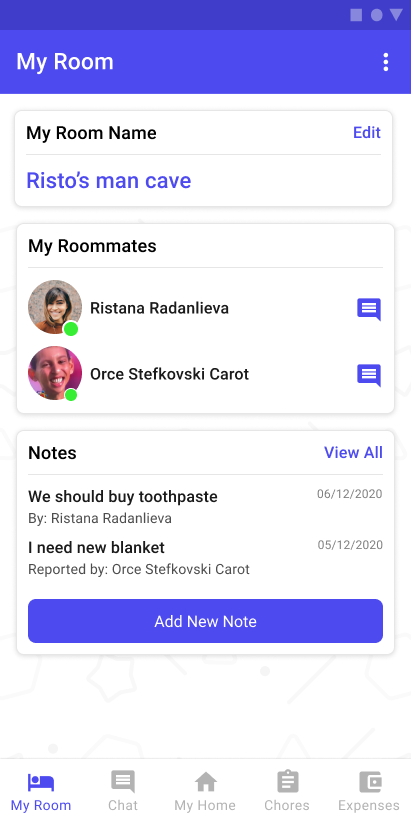 My Room
My Room Name Edit
Risto’s man cave
My Roommates
Ristana Radanlieva
Orce Stefkovski Carot
Notes View All
We should buy toothpaste 06/12/2020
By: Ristana Radanlieva
I need new blanket 05/12/2020
Reported by: Orce Stefkovski Carot
Add New Note
My Room Chat My Home Chores Expenses